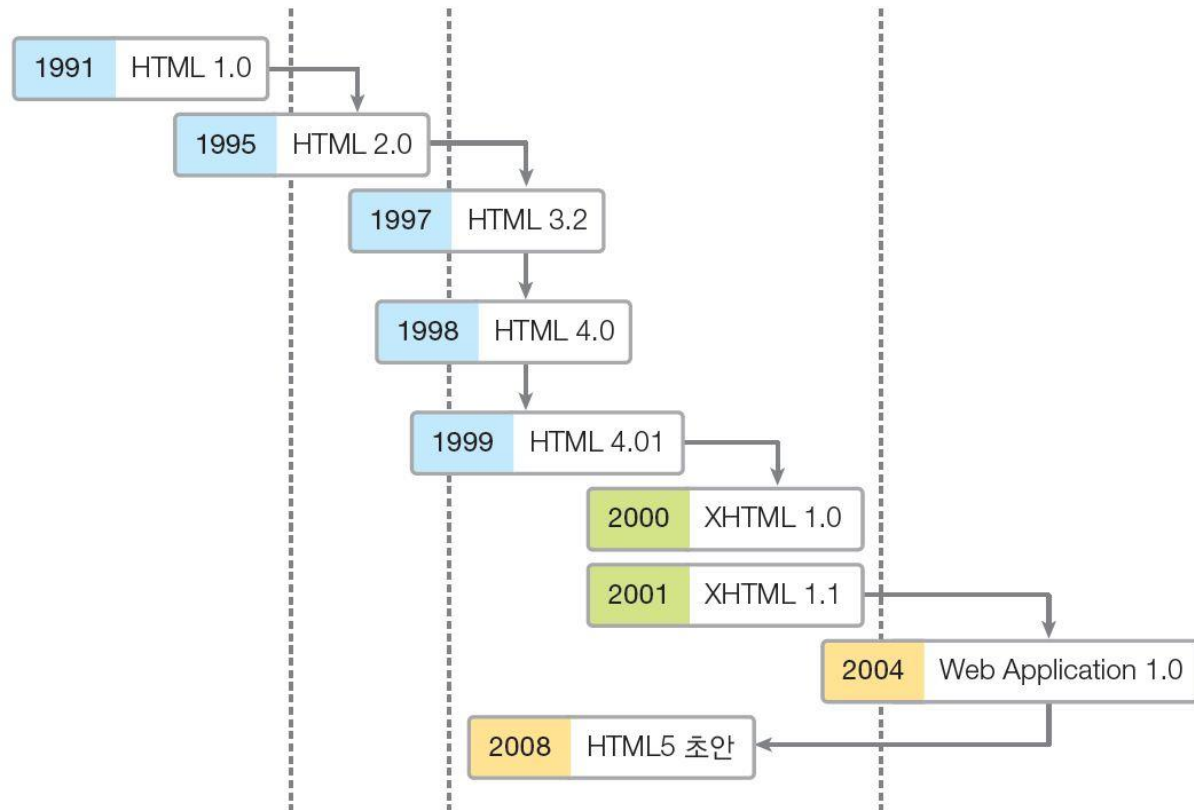 1991 HTML 1.0
1995 HTML 2.0
1997 HTML 3.2
1998 HTML 4.0
1999 HTML 4.01
2000 XHTML 1.0
2001 XHTML 1.1
2004 Web Application 1.0
2008 HTML5 초안